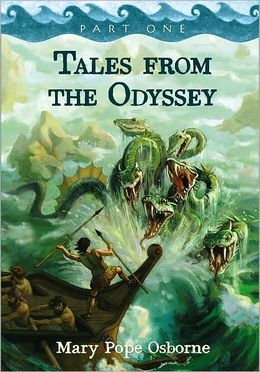 PART ONE
TALES FROM
THE ODYSSEY
MARY POPE OSBORNE